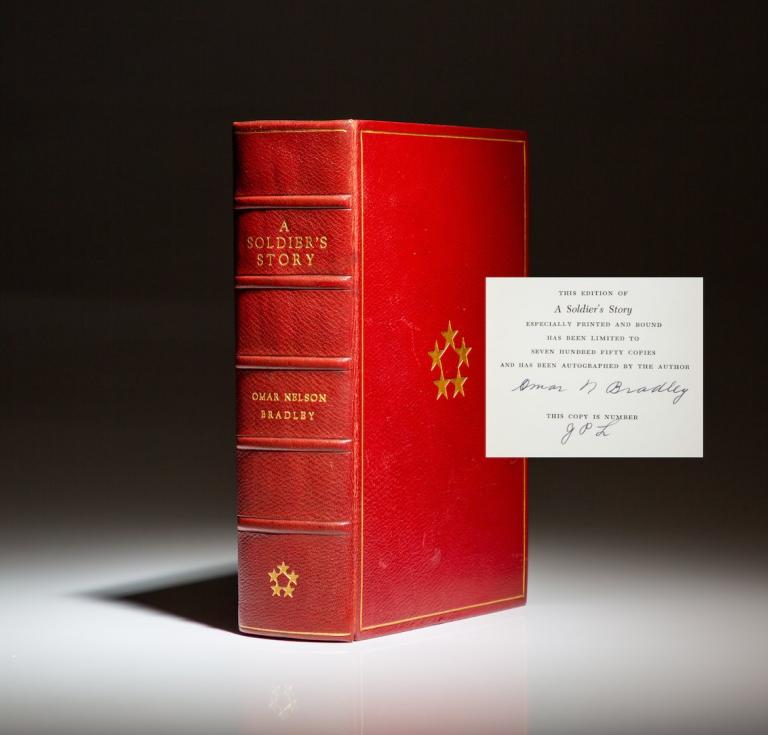 A
SOLDIER'S
STORY
OMAR NELSON
BRADLEY
THIS EDITION OF
A Soldier's Story
ESPECIALLY PRINTED AND BOUND
HAS BEEN LIMITED TO
SEVEN HUNDRED FIFTY COPIES
AND HAS BEEN AUTOGRAPHED BY THE AUTHOR
Omar N Bradley
THIS COPY IS NUMBER
J P L